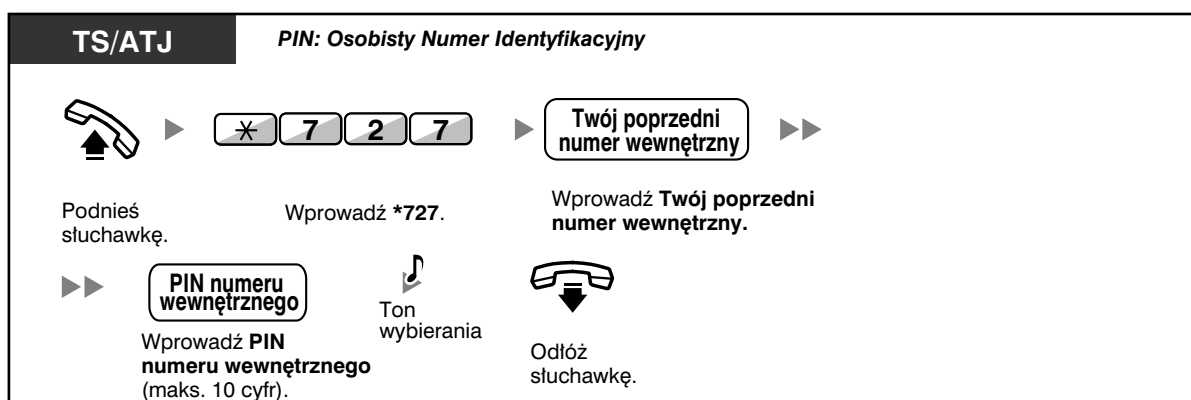 TS/ATJ
PIN: Osobisty Numer Identyfikacyjny
* 7 2 7
Twój poprzedni
numer wewnętrzny
Podnieś
słuchawkę.
Wprowadź *727.
Wprowadź Twój poprzedni
numer wewnętrzny.
PIN numeru
wewnętrznego
Wprowadź PIN
numeru wewnętrznego
(maks. 10 cyfr).
Ton
wybierania
Odłóż
słuchawkę.